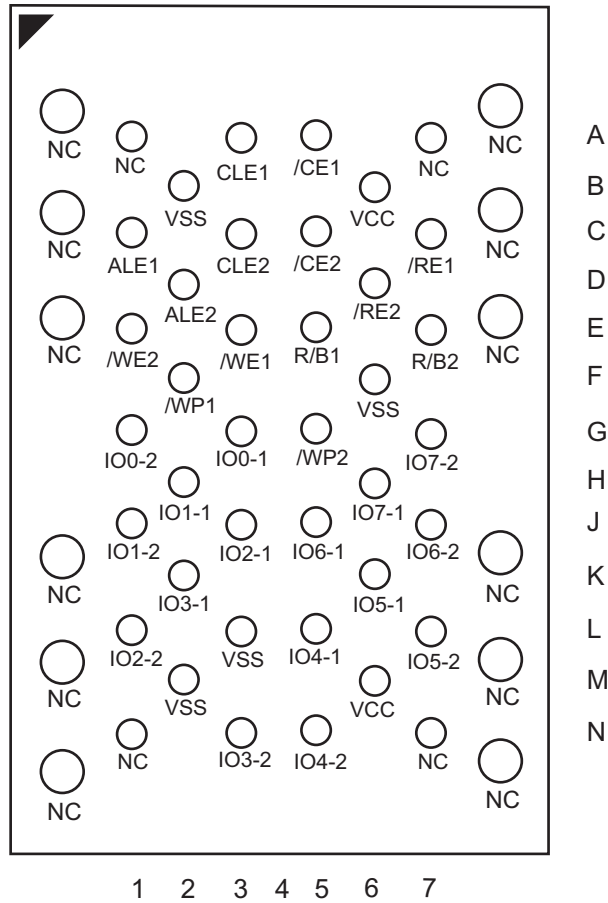 NC NC CLE1 /CE1 NC NC A
VSS VCC B
NC ALE1 CLE2 /CE2 /RE1 NC C
ALE2 /RE2 D
NC /WE2 /WE1 R/B1 R/B2 NC E
/WP1 VSS F
IO0-2 IO0-1 /WP2 IO7-2 G
IO1-1 IO7-1 H
IO1-2 IO2-1 IO6-1 IO6-2 J
NC IO3-1 IO5-1 NC K
IO2-2 VSS IO4-1 IO5-2 L
NC VSS VCC NC M
NC IO3-2 IO4-2 NC N
NC NC
1 2 3 4 5 6 7